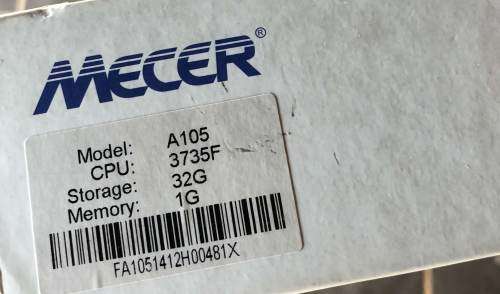 MECER®
Model: A105
CPU: 3735F
Storage: 32G
Memory: 1G
FA1051412H00481X